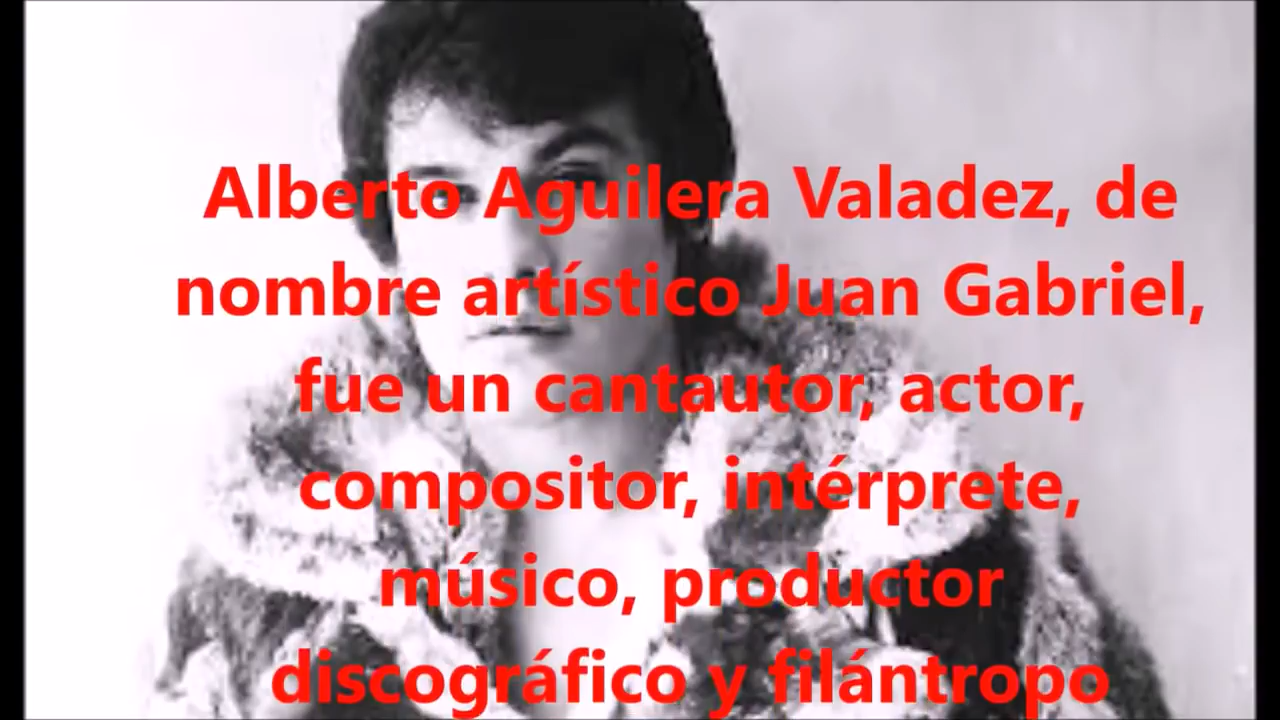 Alberto Aguilera Valadez, de
nombre artístico Juan Gabriel,
fue un cantautor, actor,
compositor, intérprete,
músico, productor
discográfico y filántropo